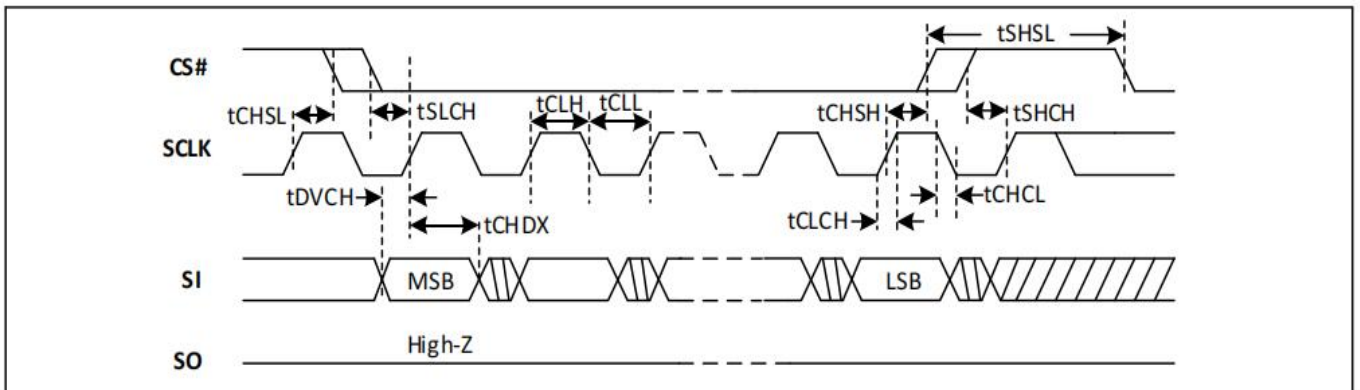 tSHSL
CS#
tCHSL
tSLCH
tCLH
tCLL
tCHSH
tSHCH
SCLK
tDVCH
tCHDX
tCLCH
tCHCL
SI
MSB
LSB
High-Z
SO